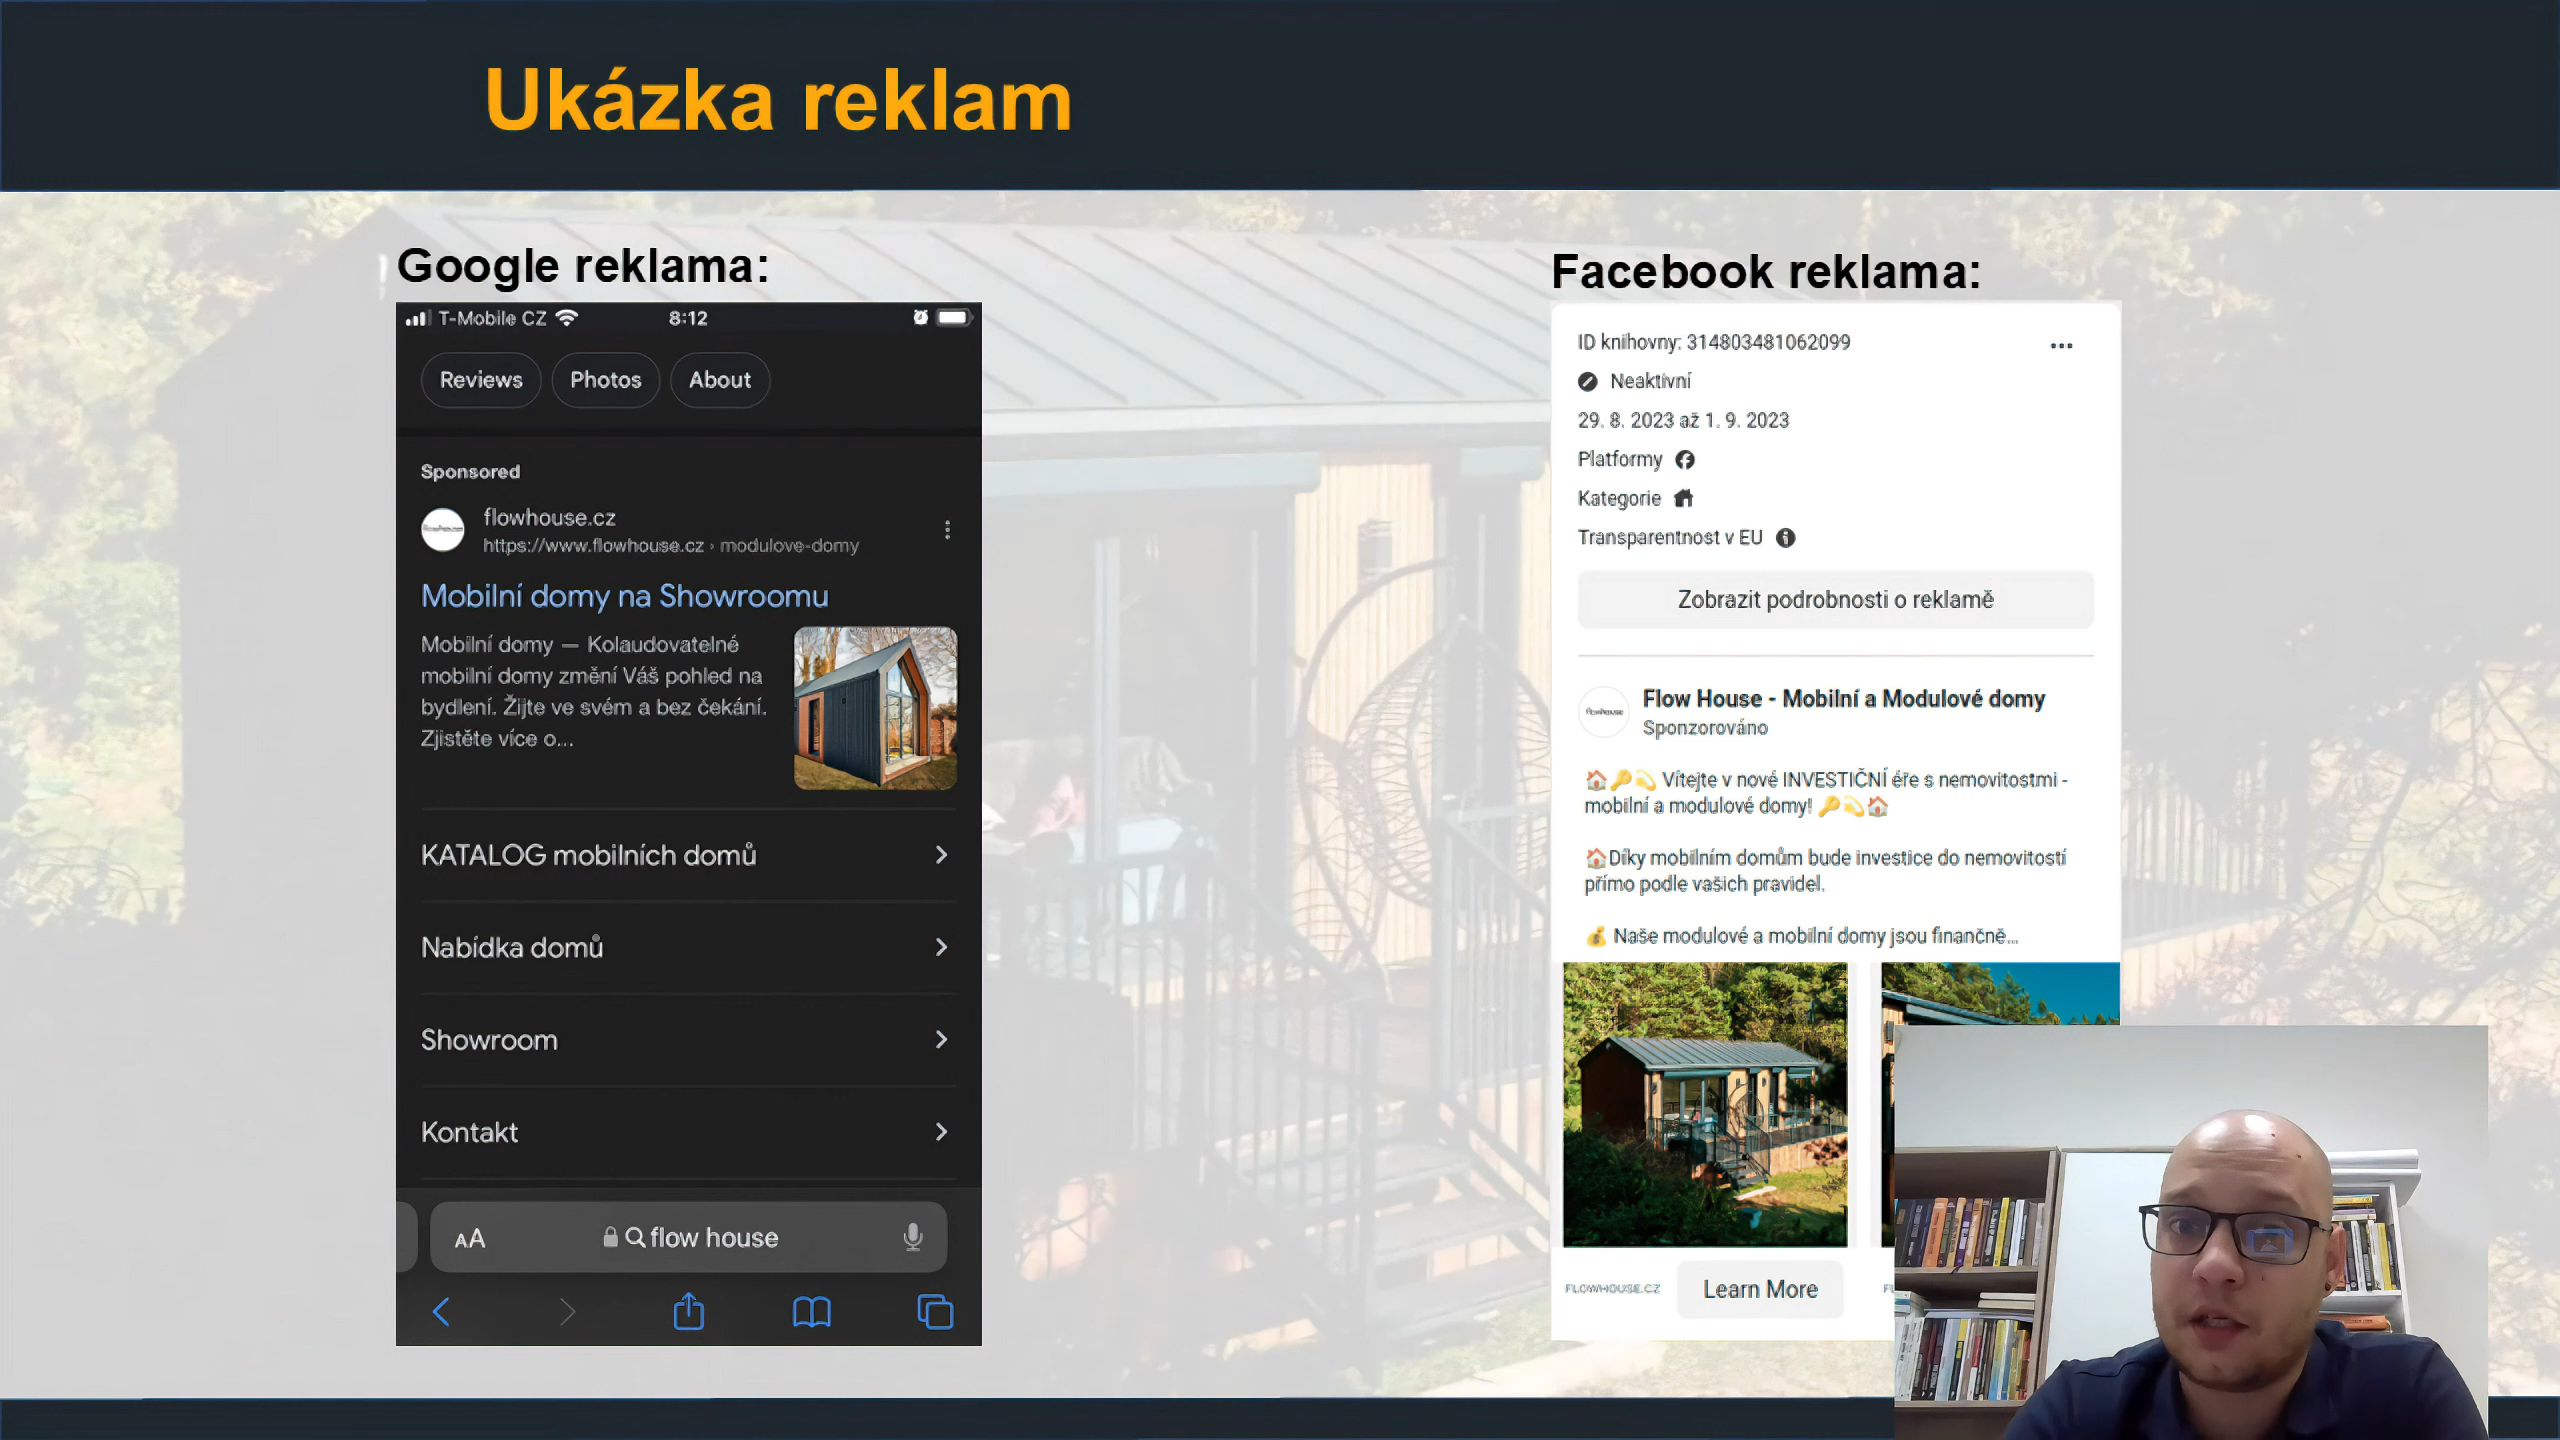 Ukázka reklam
Google reklama:
T-Mobile CZ 8:12
Reviews Photos About
Sponsored
flowhouse.cz
https://www.flowhouse.cz › modulove-domy
Mobilní domy na Showroomu
Mobilní domy — Kolaudovatelné
mobilní domy změní Váš pohled na
bydlení. Žijte ve svém a bez čekání.
Zjistěte více o...
KATALOG mobilních domů
Nabídka domů
Showroom
Kontakt
AA flow house
Facebook reklama:
ID knihovny: 314803481062099
Neaktivní
29. 8. 2023 až 1. 9. 2023
Platformy
Kategorie
Transparentnost v EU
Zobrazit podrobnosti o reklamě
flowhouse
Flow House - Mobilní a Modulové domy
Sponzorováno
🏠🔑💫 Vítejte v nové INVESTIČNÍ éře s nemovitostmi -
mobilní a modulové domy! 🔑💫🏠
🏠Díky mobilním domům bude investice do nemovitostí
přímo podle vašich pravidel.
💰 Naše modulové a mobilní domy jsou finančně...
FLOWHOUSE.CZ
Learn More